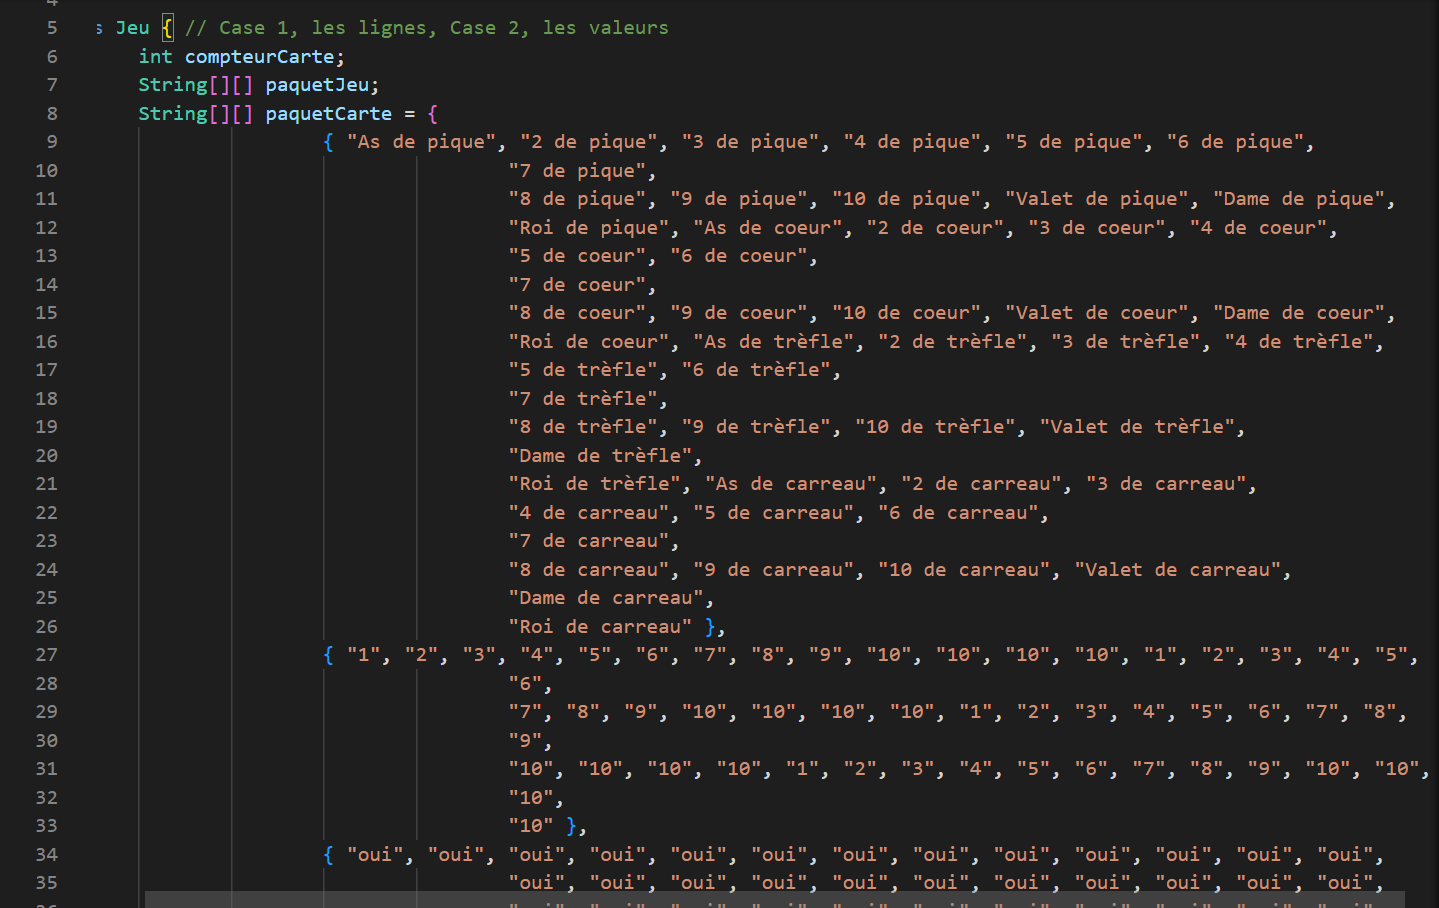 5 s Jeu { // Case 1, les lignes, Case 2, les valeurs
6 int compteurCarte;
7 String[][] paquetJeu;
8 String[][] paquetCarte = {
9 { "As de pique", "2 de pique", "3 de pique", "4 de pique", "5 de pique", "6 de pique",
10 "7 de pique",
11 "8 de pique", "9 de pique", "10 de pique", "Valet de pique", "Dame de pique",
12 "Roi de pique", "As de coeur", "2 de coeur", "3 de coeur", "4 de coeur",
13 "5 de coeur", "6 de coeur",
14 "7 de coeur",
15 "8 de coeur", "9 de coeur", "10 de coeur", "Valet de coeur", "Dame de coeur",
16 "Roi de coeur", "As de trèfle", "2 de trèfle", "3 de trèfle", "4 de trèfle",
17 "5 de trèfle", "6 de trèfle",
18 "7 de trèfle",
19 "8 de trèfle", "9 de trèfle", "10 de trèfle", "Valet de trèfle",
20 "Dame de trèfle",
21 "Roi de trèfle", "As de carreau", "2 de carreau", "3 de carreau",
22 "4 de carreau", "5 de carreau", "6 de carreau",
23 "7 de carreau",
24 "8 de carreau", "9 de carreau", "10 de carreau", "Valet de carreau",
25 "Dame de carreau",
26 "Roi de carreau" },
27 { "1", "2", "3", "4", "5", "6", "7", "8", "9", "10", "10", "10", "10", "1", "2", "3", "4", "5",
28 "6",
29 "7", "8", "9", "10", "10", "10", "10", "1", "2", "3", "4", "5", "6", "7", "8",
30 "9",
31 "10", "10", "10", "10", "1", "2", "3", "4", "5", "6", "7", "8", "9", "10", "10",
32 "10",
33 "10" },
34 { "oui", "oui", "oui", "oui", "oui", "oui", "oui", "oui", "oui", "oui", "oui", "oui", "oui",
35 "oui", "oui", "oui", "oui", "oui", "oui", "oui", "oui", "oui", "oui", "oui",